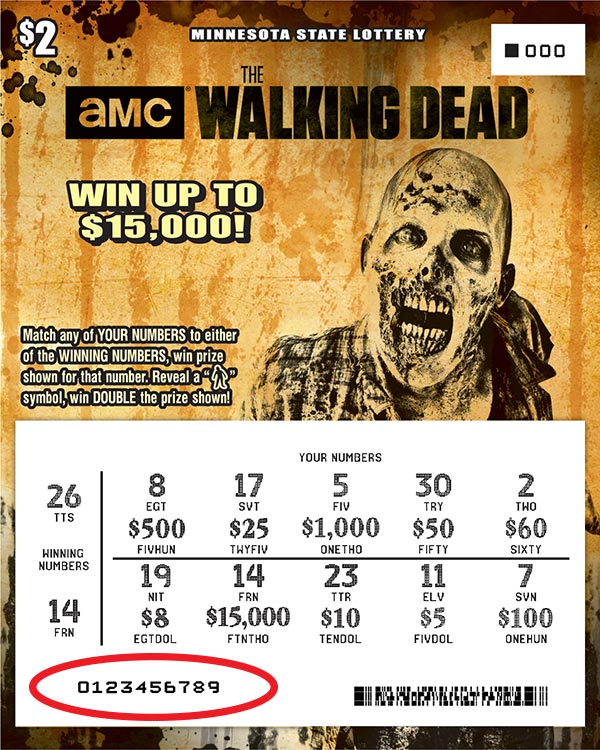 $2
MINNESOTA STATE LOTTERY
■ 000
aMC
THE
WALKING DEAD
WIN UP TO
$15,000!
Match any of YOUR NUMBERS to either
of the WINNING NUMBERS, win prize
shown for that number. Reveal a “ ”
symbol, win DOUBLE the prize shown!
YOUR NUMBERS
26
TTS
WINNING
NUMBERS
14
FRN
8 17 5 30 2
EGT SVT FIV TRY TWO
$500 $25 $1,000 $50 $60
FIVHUN TWYFIV ONETHO FIFTY SIXTY
19 14 23 11 7
NIT FRN TTR ELV SVN
$8 $15,000 $10 $5 $100
EGTDOL FTNTHO TENDOL FIVDOL ONEHUN
0123456789